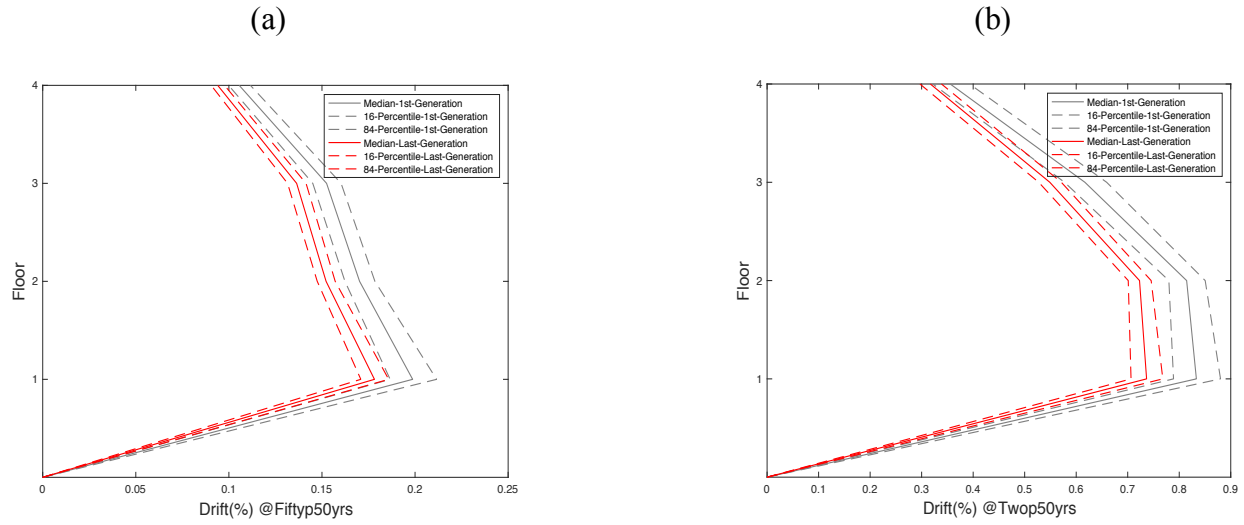 (a)
4
3
2
1
Floor
Median-1st-Generation
16-Percentile-1st-Generation
84-Percentile-1st-Generation
Median-Last-Generation
16-Percentile-Last-Generation
84-Percentile-Last-Generation
0 0.05 0.1 0.15 0.2 0.25
Drift(%) @Fiftyp50yrs
(b)
4
3
2
1
Floor
Median-1st-Generation
16-Percentile-1st-Generation
84-Percentile-1st-Generation
Median-Last-Generation
16-Percentile-Last-Generation
84-Percentile-Last-Generation
0 0.1 0.2 0.3 0.4 0.5 0.6 0.7 0.8 0.9
Drift(%) @Twop50yrs